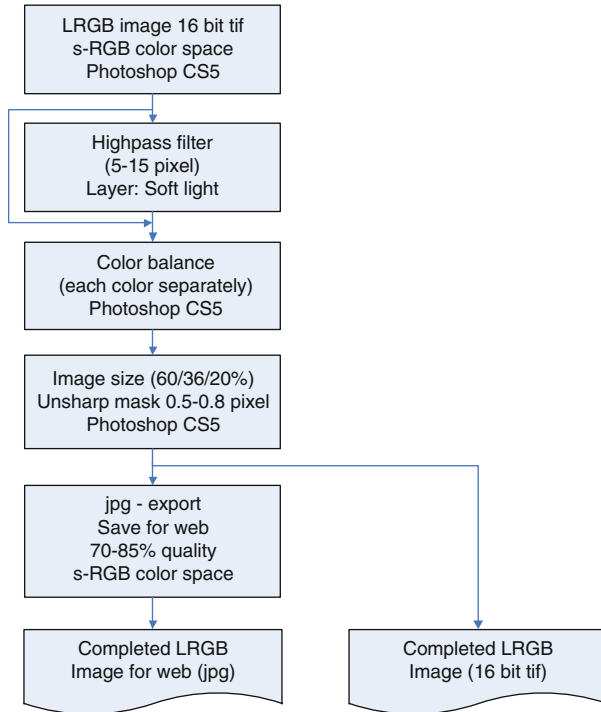 LRGB image 16 bit tif
s-RGB color space
Photoshop CS5
Highpass filter
(5-15 pixel)
Layer: Soft light
Color balance
(each color separately)
Photoshop CS5
Image size (60/36/20%)
Unsharp mask 0.5-0.8 pixel
Photoshop CS5
jpg - export
Save for web
70-85% quality
s-RGB color space
Completed LRGB
Image for web (jpg)
Completed LRGB
Image (16 bit tif)